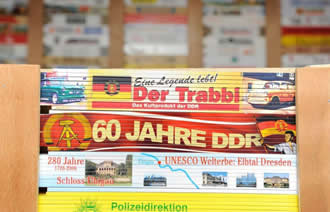 Eine Legende lebt!
Der Trabbi
Das Kultprodukt der DDR
60 JAHRE DDR
280 Jahre
UNESCO Welterbe: Elbtal Dresden
Schloss
Polizeidirektion